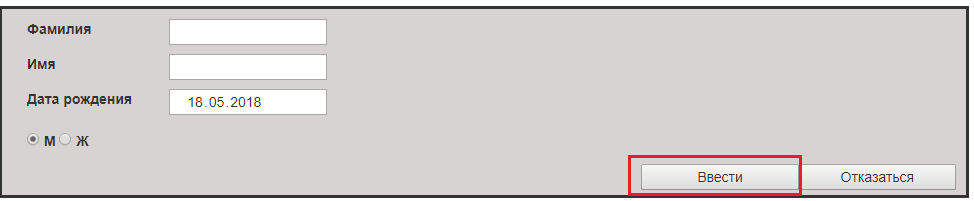 Фамилия
Имя
Дата рождения 18.05.2018
М Ж
Ввести Отказаться